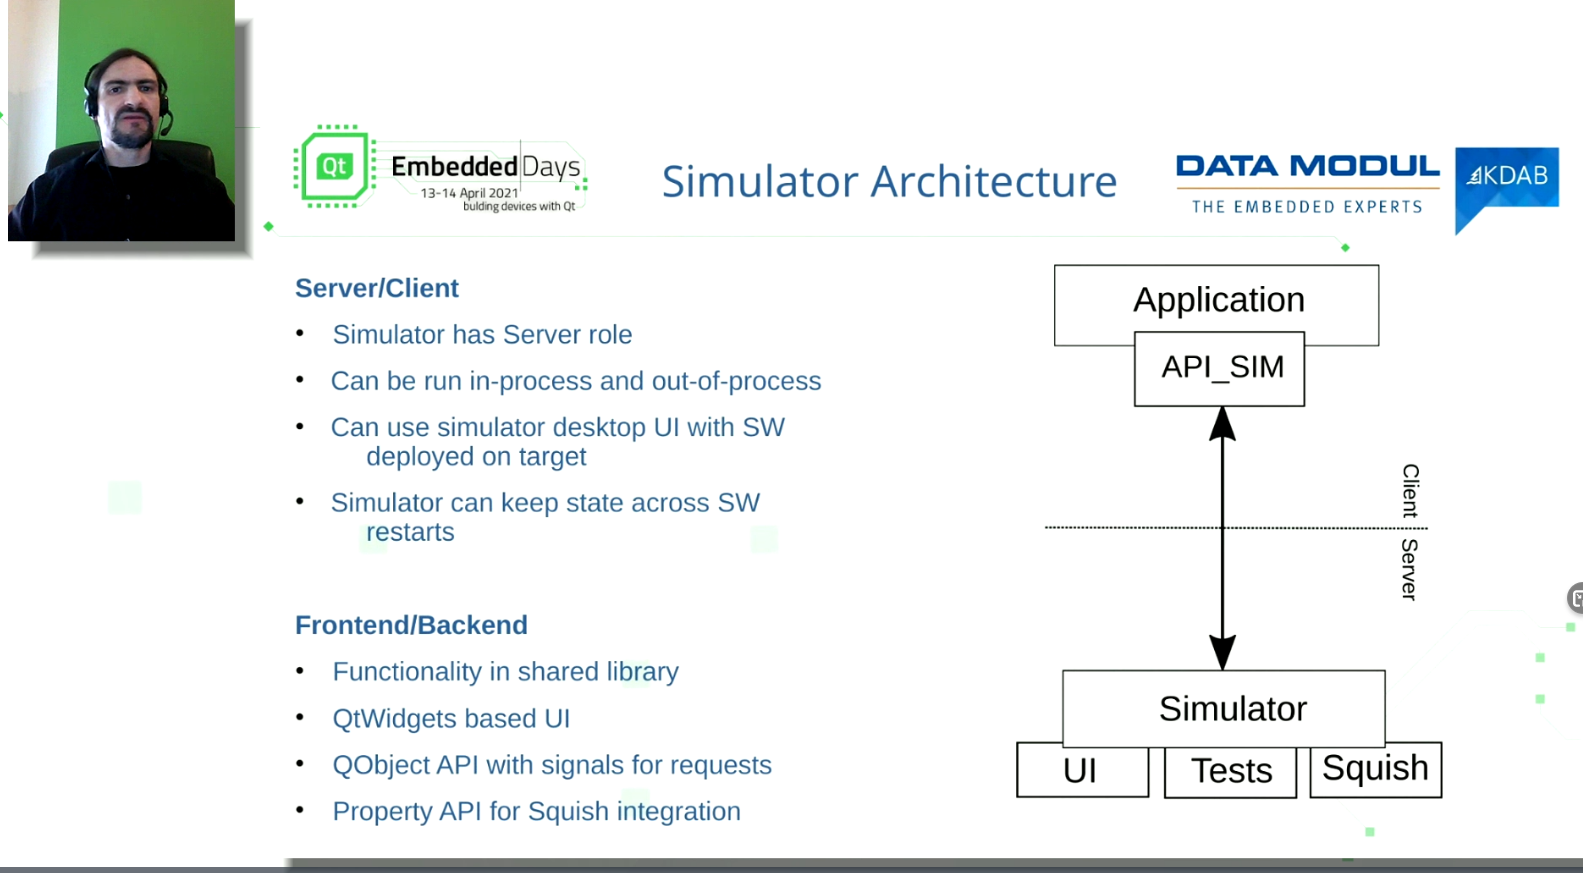 Qt
Embedded Days
13-14 April 2021
bulding devices with Qt
Simulator Architecture
DATA MODUL
THE EMBEDDED EXPERTS
KDAB
Server/Client
• Simulator has Server role
• Can be run in-process and out-of-process
• Can use simulator desktop UI with SW
deployed on target
• Simulator can keep state across SW
restarts
Frontend/Backend
• Functionality in shared library
• QtWidgets based UI
• QObject API with signals for requests
• Property API for Squish integration
Application
API_SIM
Client
Server
Simulator
UI
Tests
Squish